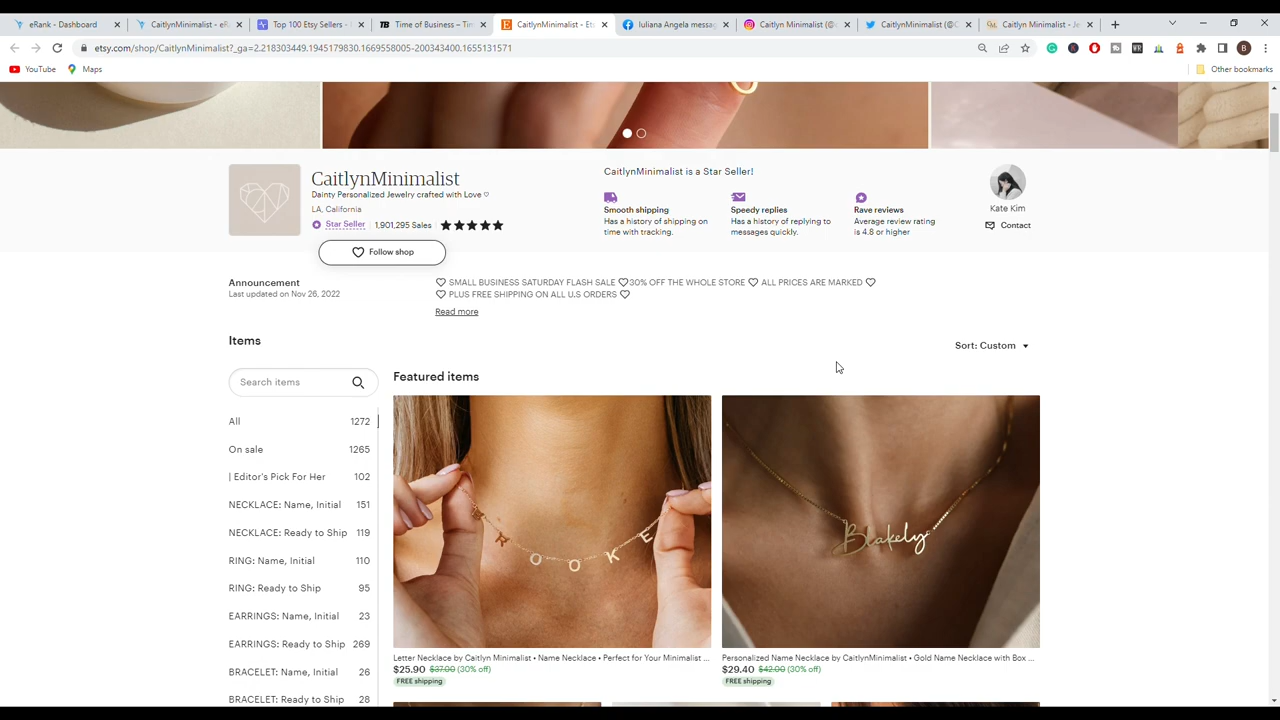 eRank - Dashboard
CaitlynMinimalist - eR
Top 100 Etsy Sellers -
Time of Business – Tim
CaitlynMinimalist - Ets
Iuliana Angela messa
Caitlyn Minimalist (@c
Caitlyn Minimalist (@C
Caitlyn Minimalist - Je
etsy.com/shop/CaitlynMinimalist?_ga=2.218303449.1945179830.1669558005-200343400.1655131571
YouTube
Maps
Other bookmarks
CaitlynMinimalist
Dainty Personalized Jewelry crafted with Love ♡
LA, California
Star Seller
1,901,295 Sales
Follow shop
CaitlynMinimalist is a Star Seller!
Smooth shipping
Has a history of shipping on
time with tracking.
Speedy replies
Has a history of replying to
messages quickly.
Rave reviews
Average review rating
is 4.8 or higher
Kate Kim
Contact
Announcement
Last updated on Nov 26, 2022
♡ SMALL BUSINESS SATURDAY FLASH SALE ♡30% OFF THE WHOLE STORE ♡ ALL PRICES ARE MARKED ♡
♡ PLUS FREE SHIPPING ON ALL U.S ORDERS ♡
Read more
Items
Sort: Custom
Search items
All 1272
On sale 1265
| Editor's Pick For Her 102
NECKLACE: Name, Initial 151
NECKLACE: Ready to Ship 119
RING: Name, Initial 110
RING: Ready to Ship 95
EARRINGS: Name, Initial 23
EARRINGS: Ready to Ship 269
BRACELET: Name, Initial 26
BRACELET: Ready to Ship 28
Featured items
ROOKE
Letter Necklace by Caitlyn Minimalist • Name Necklace • Perfect for Your Minimalist ...
$25.90 $37.00 (30% off)
FREE shipping
Blakely
Personalized Name Necklace by CaitlynMinimalist • Gold Name Necklace with Box ...
$29.40 $42.00 (30% off)
FREE shipping